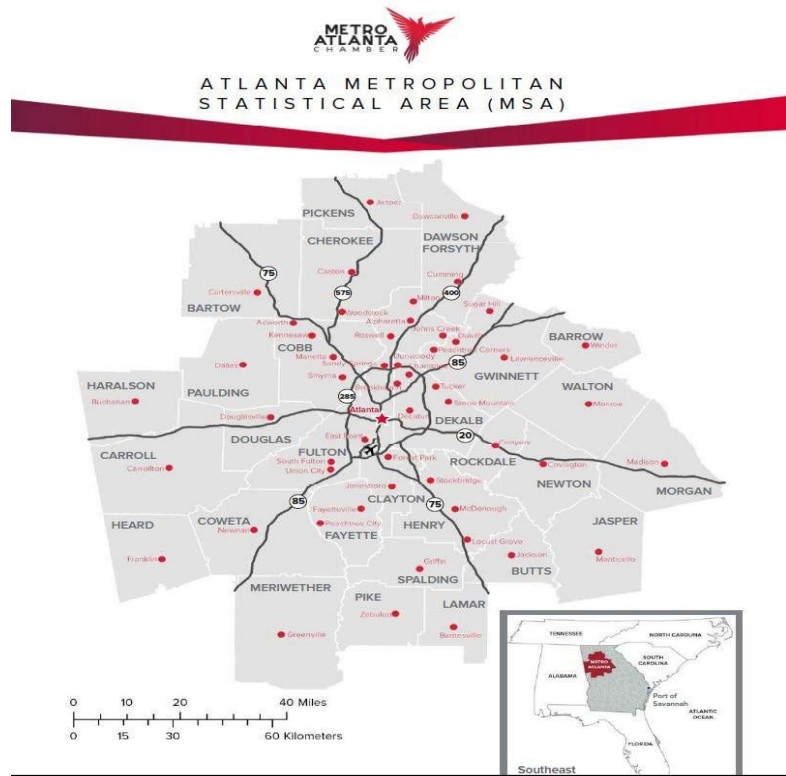 METRO
ATLANTA
CHAMBER
ATLANTA METROPOLITAN
STATISTICAL AREA (MSA)
Jasper
PICKENS
Dawsonville
CHEROKEE
DAWSON
FORSYTH
75
Canton
Cumming
575
400
Cartersville
Milton
Sugar Hill
BARTOW
Woodstock
Acworth
Alpharetta
Kennesaw
Roswell
Johns Creek
Duluth
BARROW
COBB
Peachtree Corners
Winder
Marietta
Dunwody
85
Lawrenceville
Dallas
Sandy Springs
Smyrna
GWINNETT
HARALSON
PAULDING
Tucker
WALTON
Buchanan
285
Stone Mountain
Monroe
Atlanta
Decatur
Douglasville
DEKALB
East Point
20
DOUGLAS
Conyers
CARROLL
FULTON
Forest Park
ROCKDALE
Carrollton
South Fulton
Union City
Covington
Madison
Stockbridge
NEWTON
Jonesboro
MORGAN
85
CLAYTON
75
Fayetteville
McDonough
HEARD
COWETA
Peachtree City
HENRY
JASPER
Newnan
FAYETTE
Locust Grove
Franklin
Griffin
Jackson
Monticello
SPALDING
BUTTS
MERIWETHER
PIKE
LAMAR
Zebulon
Greenville
Barnesville
TENNESSEE
NORTH CAROLINA
METRO
ATLANTA
SOUTH
CAROLINA
ALABAMA
Port of
Savannah
ATLANTIC
OCEAN
FLORIDA
Southeast
0 10 20 40 Miles
0 15 30 60 Kilometers